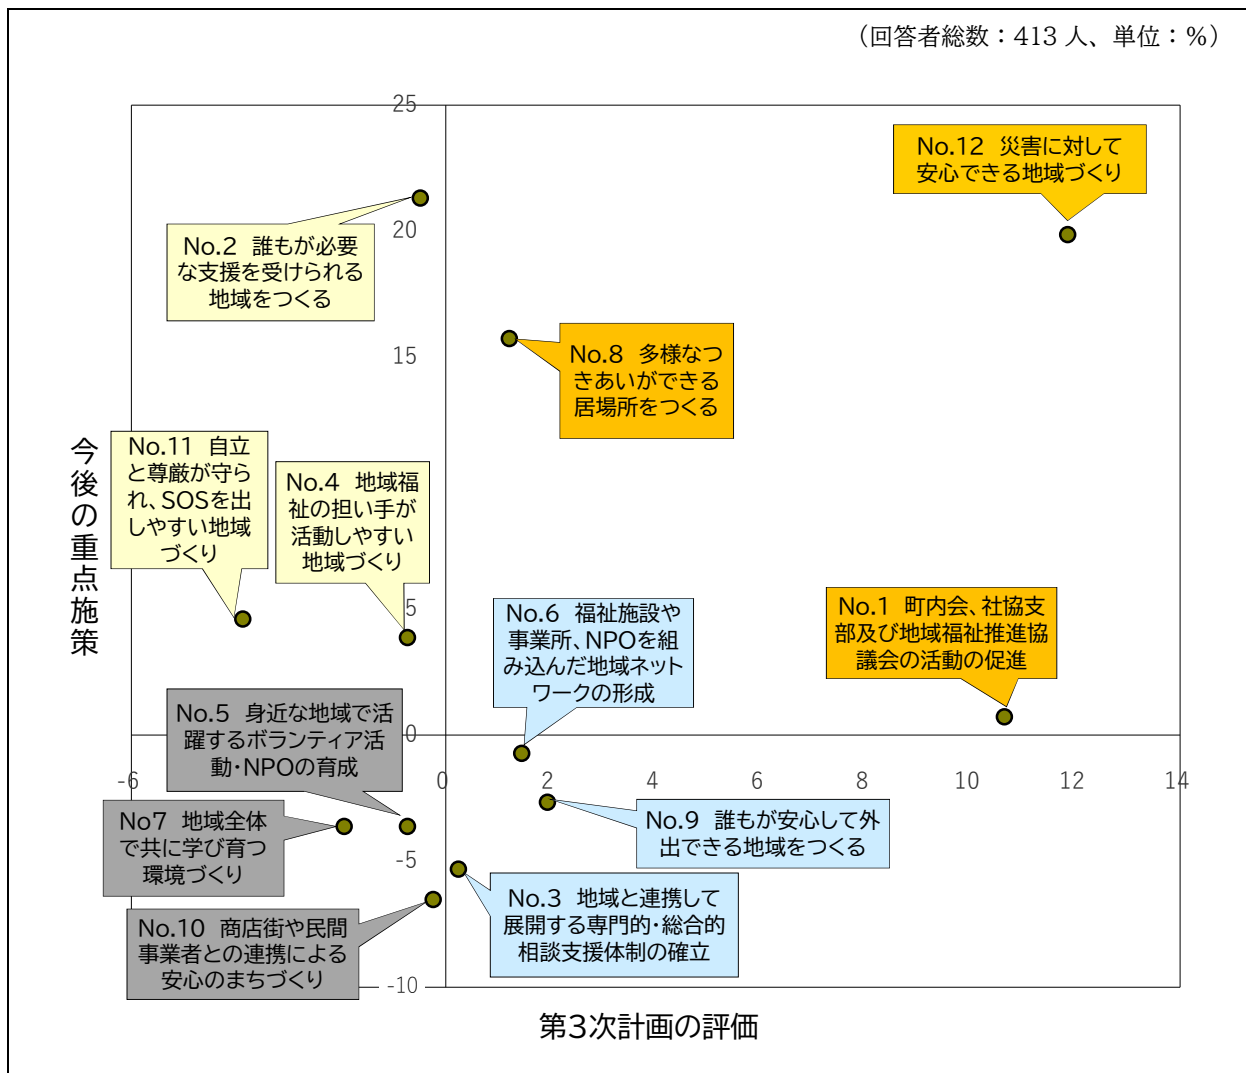 （回答者総数：413 人、単位：％）
25
No.12 災害に対して
安心できる地域づくり
20
No.2 誰もが必要
な支援を受けられる
地域をつくる
15
No.8 多様なつ
きあいができる
居場所をつくる
今後の重点施策
No.11 自立
と尊厳が守ら
れ、SOSを出
しやすい地域
づくり
No.4 地域福
祉の担い手が
活動しやすい
地域づくり
5
No.6 福祉施設や
事業所、NPOを組
み込んだ地域ネット
ワークの形成
No.1 町内会、社協支
部及び地域福祉推進協
議会の活動の促進
No.5 身近な地域で活
躍するボランティア活
動・NPOの育成
0
-6
0
2
4
6
8
10
12
14
No7 地域全体
で共に学び育つ
環境づくり
No.9 誰もが安心して外
出できる地域をつくる
-5
No.3 地域と連携して
展開する専門的・総合的
相談支援体制の確立
No.10 商店街や民間
事業者との連携による
安心のまちづくり
-10
第3次計画の評価